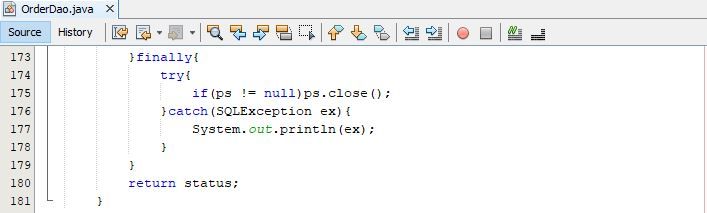 OrderDao.java
Source History
173 }finally{
174 try{
175 if(ps != null)ps.close();
176 }catch(SQLException ex){
177 System.out.println(ex);
178 }
179 }
180 return status;
181 }